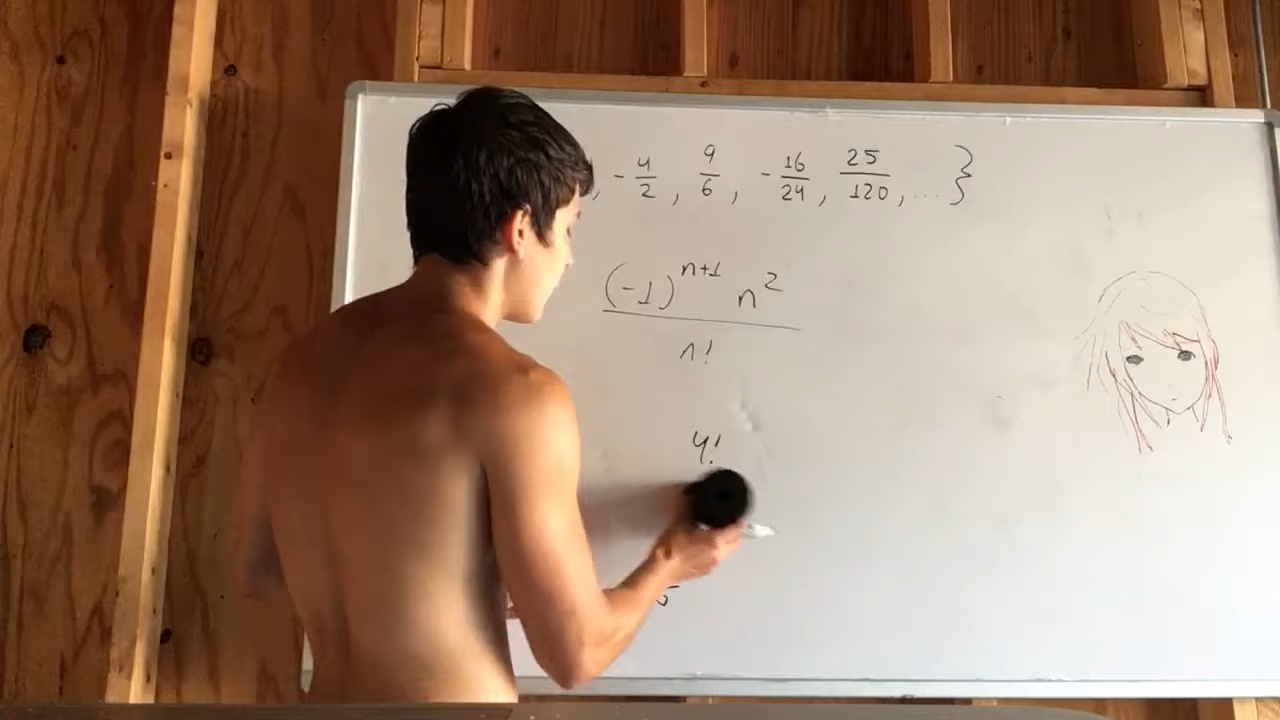 , -4/2, 9/6, -16/24, 25/120, ... }
(-1)^{n+1} n^2
n!
4!